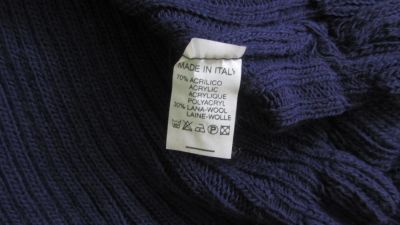 MADE IN ITALY
70% ACRILICO
ACRYLIC
ACRYLIQUE
POLYACRYL
30% LANA-WOOL
LAINE-WOLLE
P